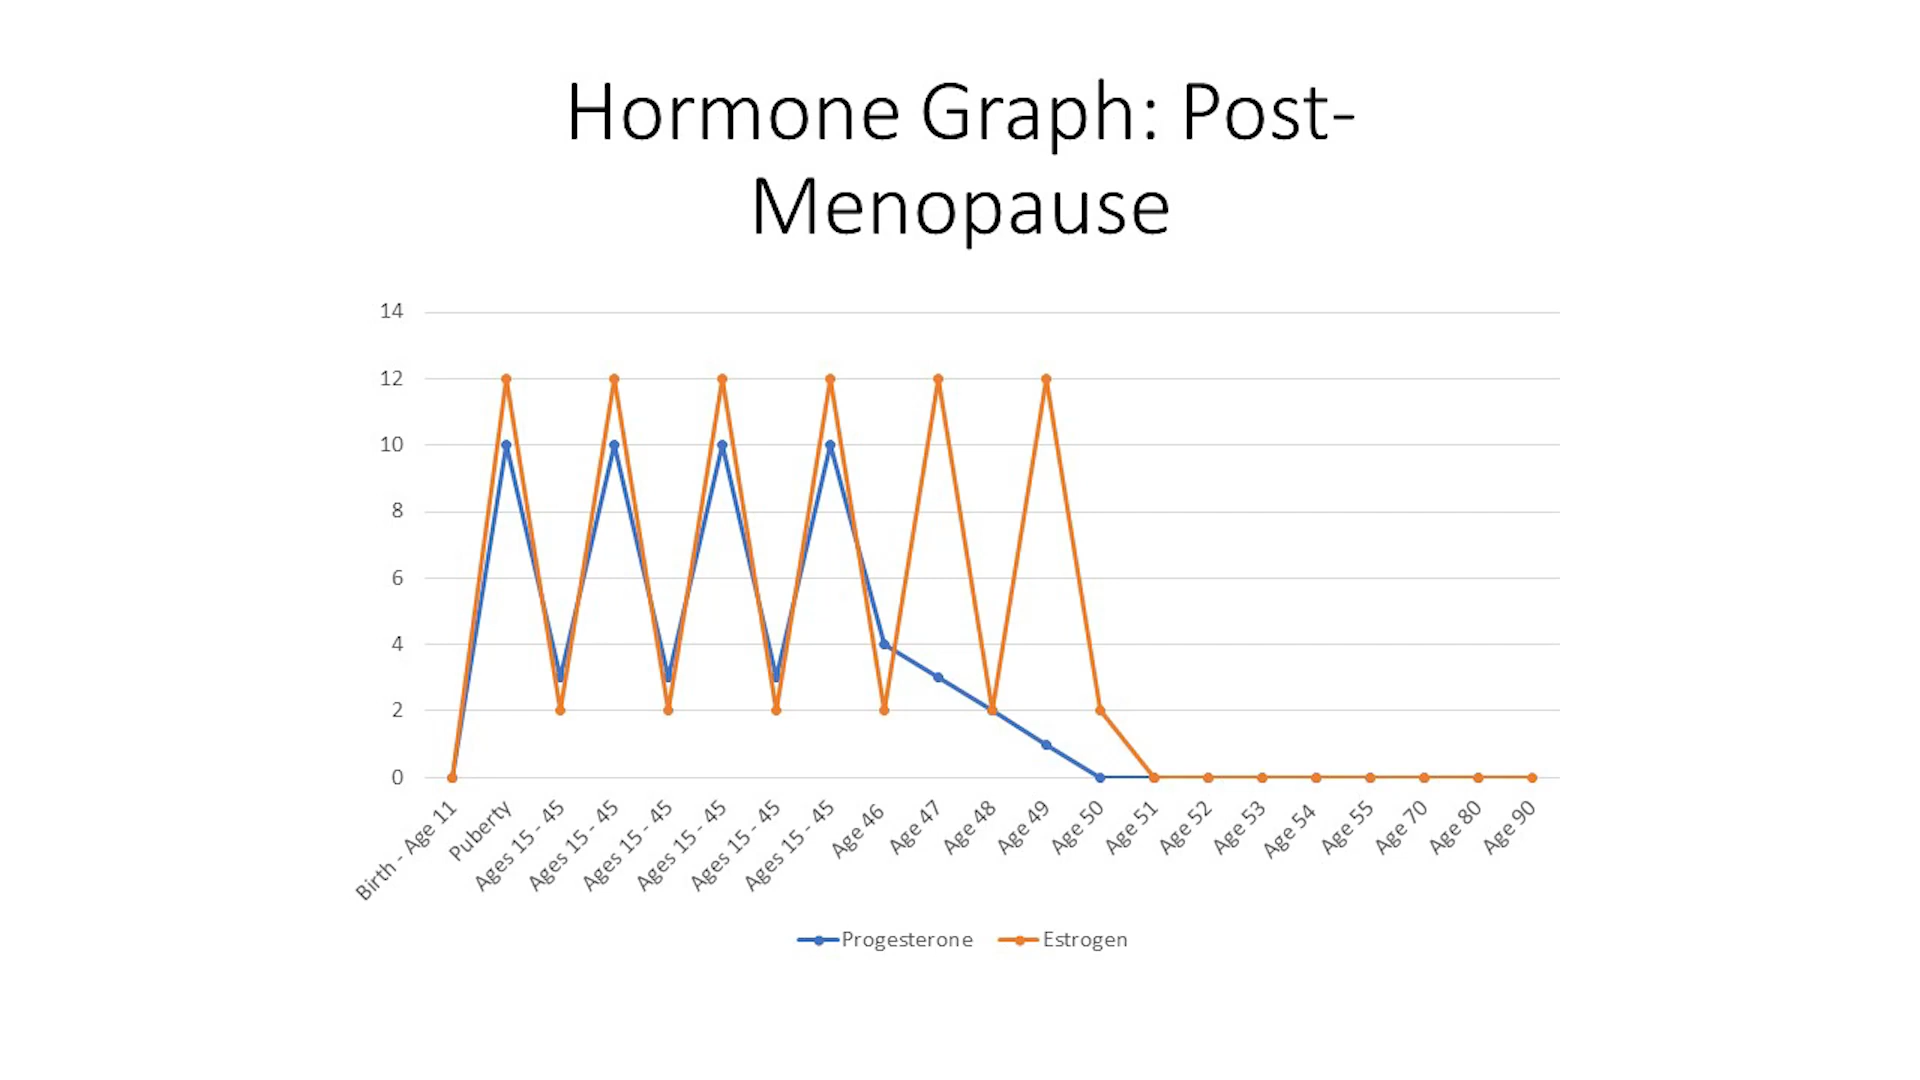 Hormone Graph: Post-
Menopause
14
12
10
8
6
4
2
0
Birth - Age 11
Puberty
Ages 15 - 45
Ages 15 - 45
Ages 15 - 45
Ages 15 - 45
Ages 15 - 45
Ages 15 - 45
Age 46
Age 47
Age 48
Age 49
Age 50
Age 51
Age 52
Age 53
Age 54
Age 55
Age 70
Age 80
Age 90
Progesterone
Estrogen